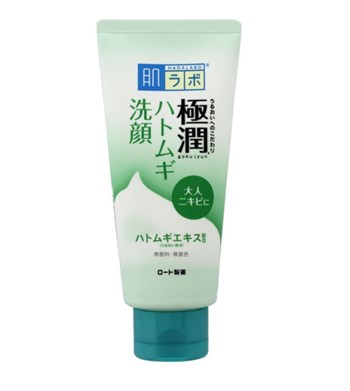 HADALABO
肌ラボ
うるおいへのこだわり
極潤
gokujyun
ハトムギ
洗顔
大人
ニキビに
ハトムギエキス配合
無香料・無着色
ロート製薬